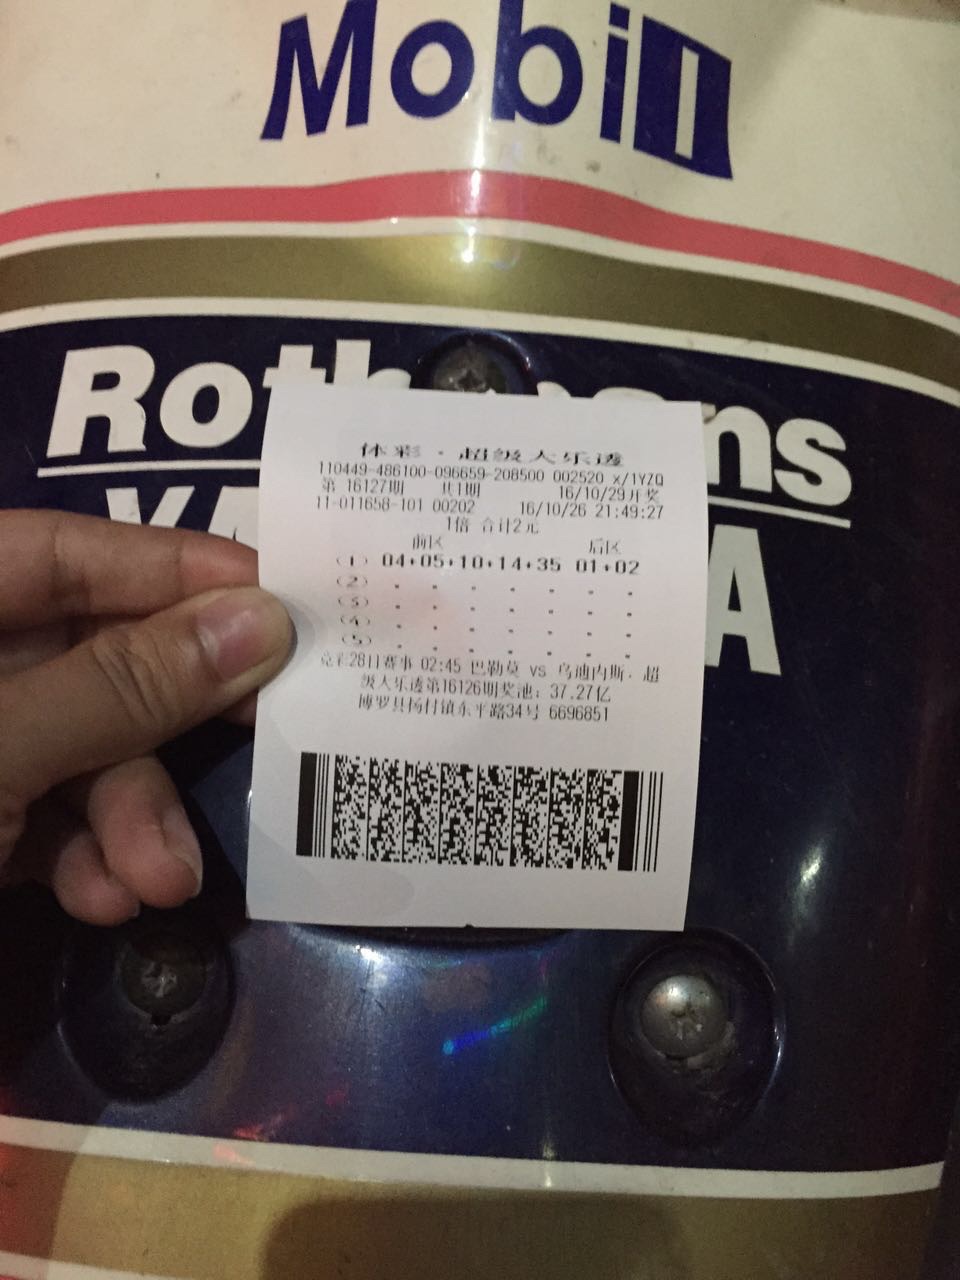 Mobil
Rothmans
YA A
体彩·超级大乐透
110449-486100-096659-208500 002520 x/1YZQ
第 16127期 共1期 16/10/29开奖
11-011658-101 00202 16/10/26 21:49:27
1倍 合计2元
前区 后区
(1) 04+05+10+14+35 01+02
(2) - - - - - - -
(3) - - - - - - -
(4) - - - - - - -
(5) - - - - - - -
竞彩28日赛事 02:45 巴勒莫 vs 乌迪内斯. 超
级大乐透第16126期奖池: 37.27亿
博罗县杨村镇东平路34号 6696851